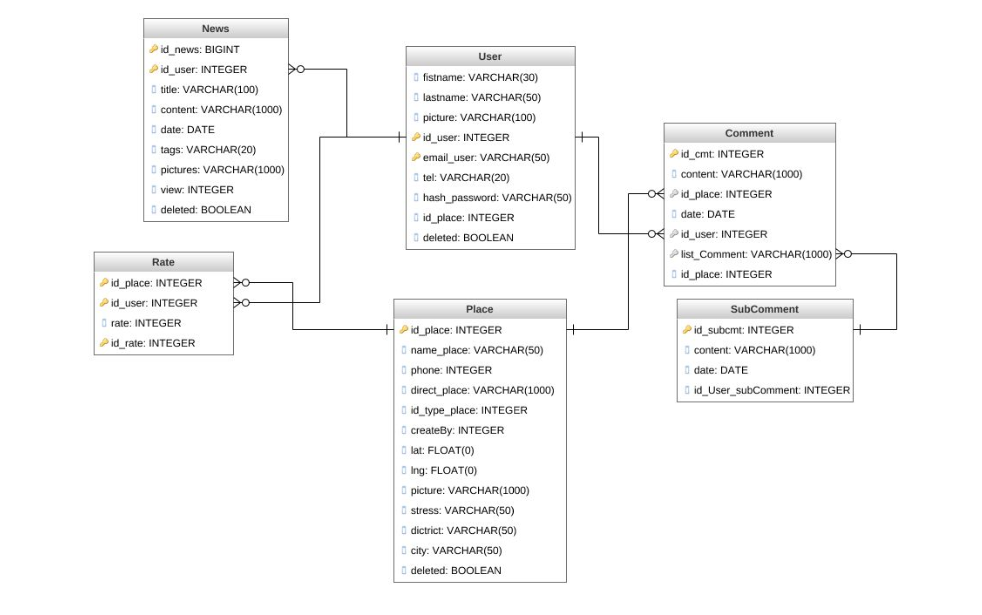 News
id_news: BIGINT
id_user: INTEGER
title: VARCHAR(100)
content: VARCHAR(1000)
date: DATE
tags: VARCHAR(20)
pictures: VARCHAR(1000)
view: INTEGER
deleted: BOOLEAN
User
fistname: VARCHAR(30)
lastname: VARCHAR(50)
picture: VARCHAR(100)
id_user: INTEGER
email_user: VARCHAR(50)
tel: VARCHAR(20)
hash_password: VARCHAR(50)
id_place: INTEGER
deleted: BOOLEAN
Comment
id_cmt: INTEGER
content: VARCHAR(1000)
id_place: INTEGER
date: DATE
id_user: INTEGER
list_Comment: VARCHAR(1000)
id_place: INTEGER
Rate
id_place: INTEGER
id_user: INTEGER
rate: INTEGER
id_rate: INTEGER
Place
id_place: INTEGER
name_place: VARCHAR(50)
phone: INTEGER
direct_place: VARCHAR(1000)
id_type_place: INTEGER
createBy: INTEGER
lat: FLOAT(0)
lng: FLOAT(0)
picture: VARCHAR(1000)
stress: VARCHAR(50)
dictrict: VARCHAR(50)
city: VARCHAR(50)
deleted: BOOLEAN
SubComment
id_subcmt: INTEGER
content: VARCHAR(1000)
date: DATE
id_User_subComment: INTEGER